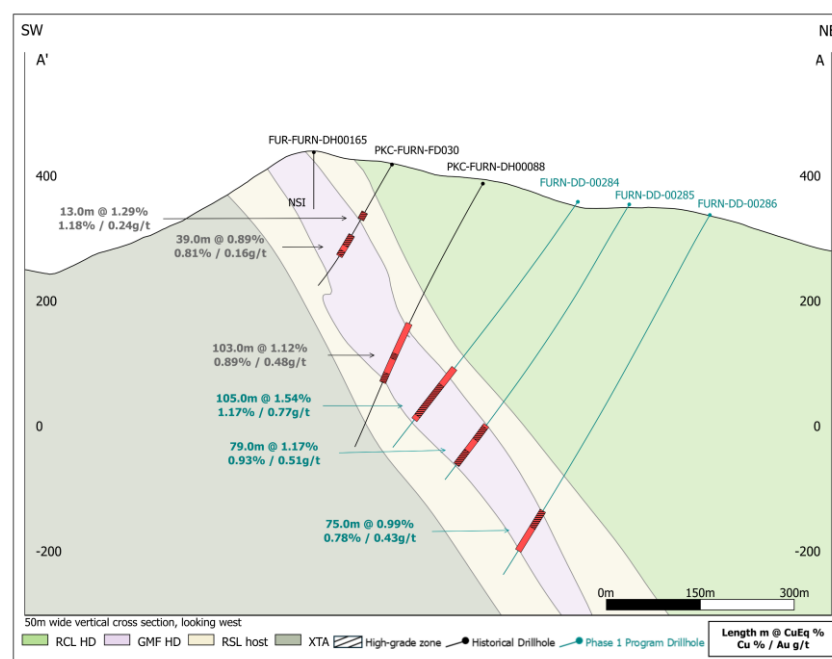 SW
NE
A'
A
FUR-FURN-DH00165
PKC-FURN-FD030
PKC-FURN-DH00088
FURN-DD-00284
FURN-DD-00285
FURN-DD-00286
400
400
NSI
13.0m @ 1.29%
1.18% / 0.24g/t
39.0m @ 0.89%
0.81% / 0.16g/t
200
200
103.0m @ 1.12%
0.89% / 0.48g/t
105.0m @ 1.54%
1.17% / 0.77g/t
0
0
79.0m @ 1.17%
0.93% / 0.51g/t
75.0m @ 0.99%
0.78% / 0.43g/t
-200
-200
0m 150m 300m
50m wide vertical cross section, looking west
RCL HD GMF HD RSL host XTA High-grade zone Historical Drillhole Phase 1 Program Drillhole
Length m @ CuEq %
Cu % / Au g/t